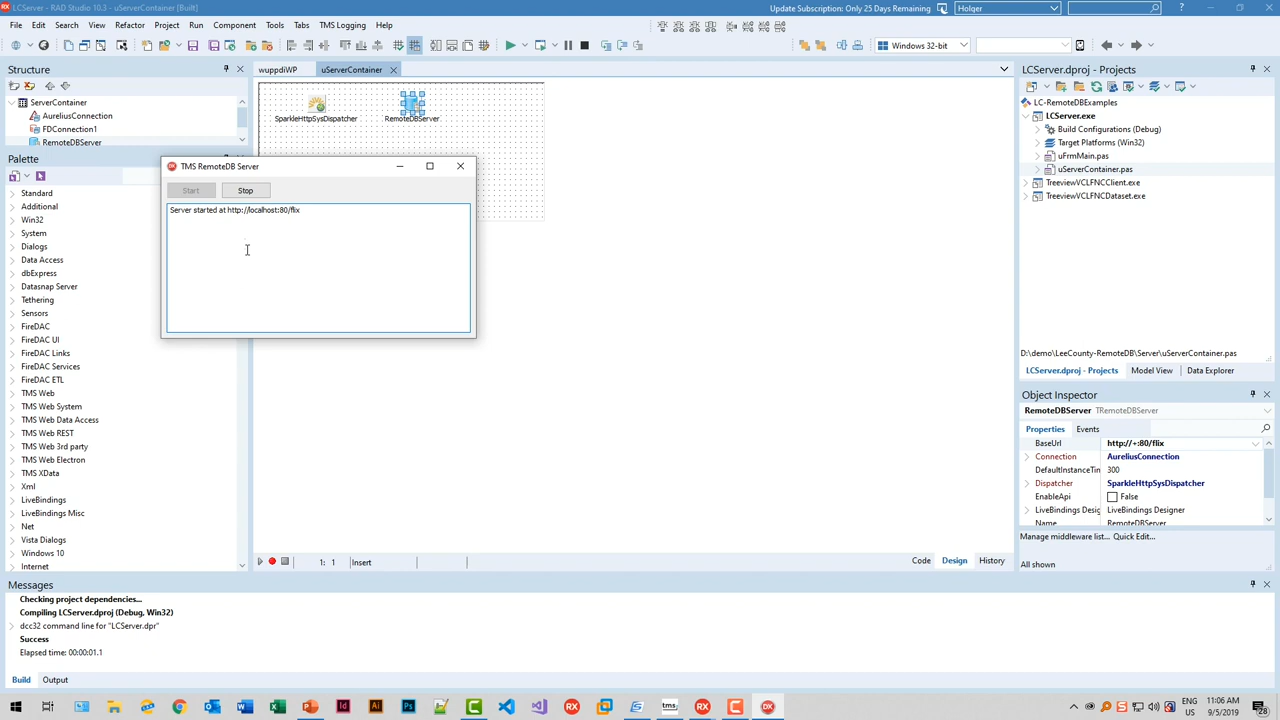 LCServer - RAD Studio 10.3 - uServerContainer [Built]
Update Subscription: Only 25 Days Remaining
Holger
File Edit Search View Refactor Project Run Component Tools Tabs TMS Logging Help
Windows 32-bit
Structure
ServerContainer
AureliusConnection
FDConnection1
RemoteDBServer
Palette
Standard
Additional
Win32
System
Dialogs
Data Access
dbExpress
Datasnap Server
Tethering
Sensors
FireDAC
FireDAC UI
FireDAC Links
FireDAC Services
FireDAC ETL
TMS Web
TMS Web System
TMS Web Data Access
TMS Web REST
TMS Web 3rd party
TMS Web Electron
TMS XData
Xml
LiveBindings
LiveBindings Misc
Net
Vista Dialogs
Windows 10
Internet
wuppdiWP uServerContainer
SparkleHttpSysDispatcher RemoteDBServer
TMS RemoteDB Server
Start Stop
Server started at http://localhost:80/flix
1: 1 Insert
Code Design History
LCServer.dproj - Projects
LC-RemoteDBExamples
LCServer.exe
Build Configurations (Debug)
Target Platforms (Win32)
uFrmMain.pas
uServerContainer.pas
TreeviewVCLFNCClient.exe
TreeviewVCLFNCDataset.exe
D:\demo\LeeCounty-RemoteDB\Server\uServerContainer.pas
LCServer.dproj - Projects Model View Data Explorer
Object Inspector
RemoteDBServer TRemoteDBServer
Properties Events
BaseUrl http://+:80/flix
Connection AureliusConnection
DefaultInstanceTin 300
Dispatcher SparkleHttpSysDispatcher
EnableApi False
LiveBindings Desig LiveBindings Designer
Name RemoteDBServer
Manage middleware list... Quick Edit...
All shown
Messages
Checking project dependencies...
Compiling LCServer.dproj (Debug, Win32)
dcc32 command line for "LCServer.dpr"
Success
Elapsed time: 00:00:01.1
Build Output
ENG
US
11:06 AM
9/5/2019